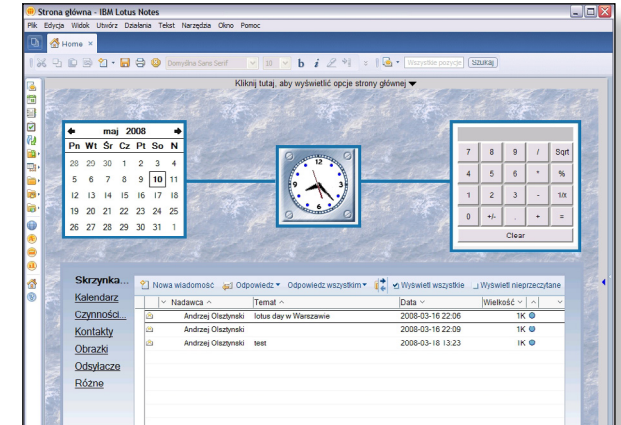 Strona główna - IBM Lotus Notes
Plik Edycja Widok Utwórz Działania Tekst Narzędzia Okno Pomoc
Home ×
Domyślna Sans Serif 10 b i Wszystkie pozycje Szukaj
Kliknij tutaj, aby wyświetlić opcje strony głównej
maj 2008
Pn Wt Śr Cz Pt So N
28 29 30 1 2 3 4
5 6 7 8 9 10 11
12 13 14 15 16 17 18
19 20 21 22 23 24 25
26 27 28 29 30 31 1
12
9 3
6
7 8 9 / Sqrt
4 5 6 * %
1 2 3 - 1/x
0 +/- . + =
Clear
Skrzynka...
Kalendarz
Czynności...
Kontakty
Obrazki
Odsyłacze
Różne
Nowa wiadomość Odpowiedz Odpowiedz wszystkim Wyświetl wszystkie Wyświetl nieprzeczytane
Nadawca Temat Data Wielkość
Andrzej Olsztynski lotus day w Warszawie 2008-03-16 22:06 1K
Andrzej Olsztynski 2008-03-16 22:09 1K
Andrzej Olsztynski test 2008-03-18 13:23 1K